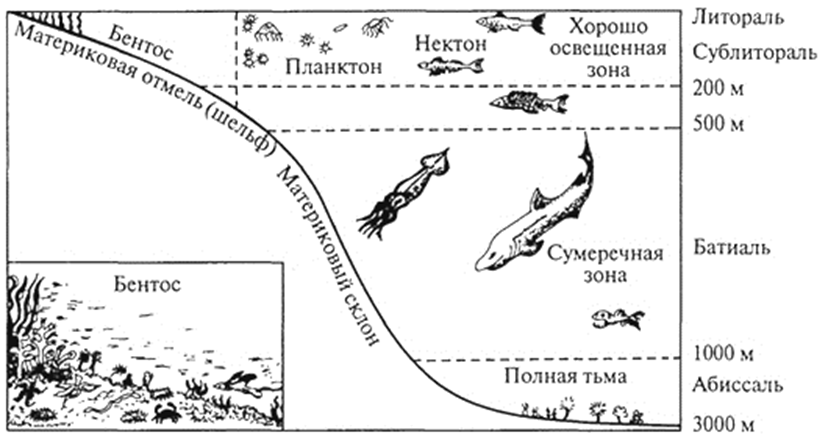 Материковая отмель (шельф)
Бентос
Планктон
Нектон
Хорошо
освещенная
зона
Литораль
Сублитораль
200 м
500 м
Материковый склон
Сумеречная
зона
Батиаль
Бентос
1000 м
Полная тьма
Абиссаль
3000 м